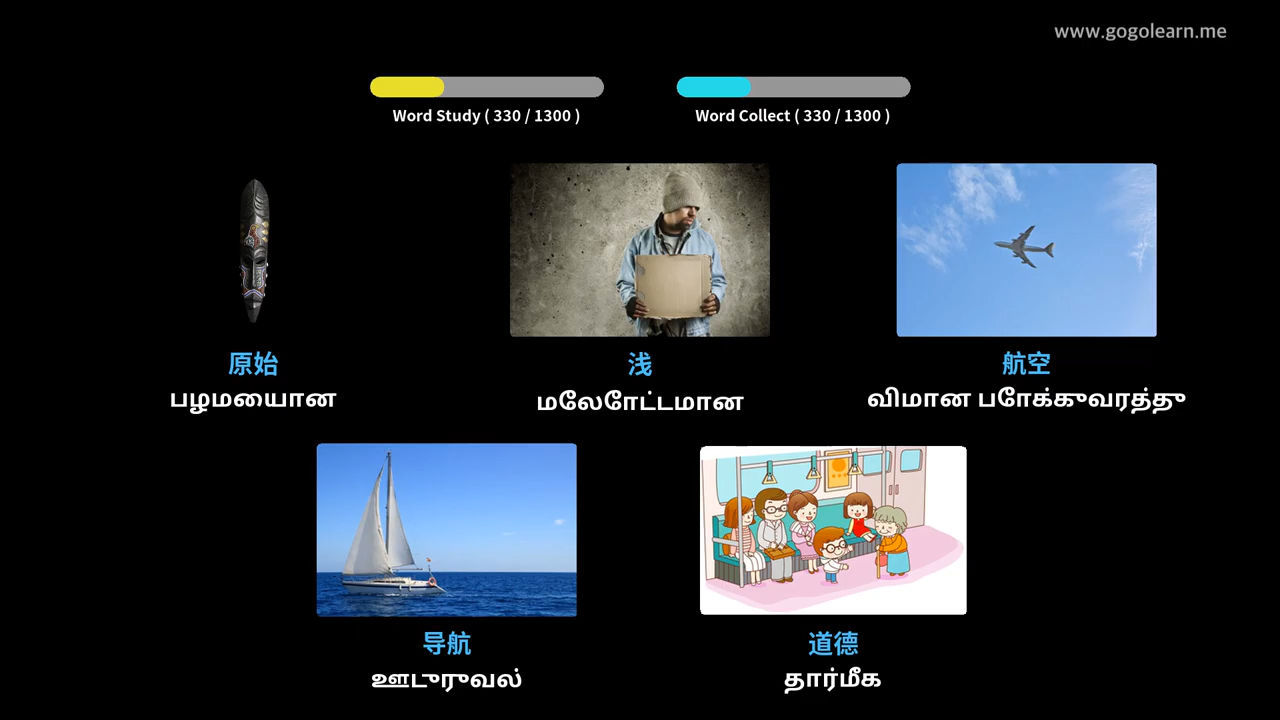 www.gogolearn.me
Word Study ( 330 / 1300 )
Word Collect ( 330 / 1300 )
原始
浅
航空
பழமயைான
மலோேட்டமான
விமான பாேக்குவரத்து
导航
道德
ஊடுருவல்
தார்மீக